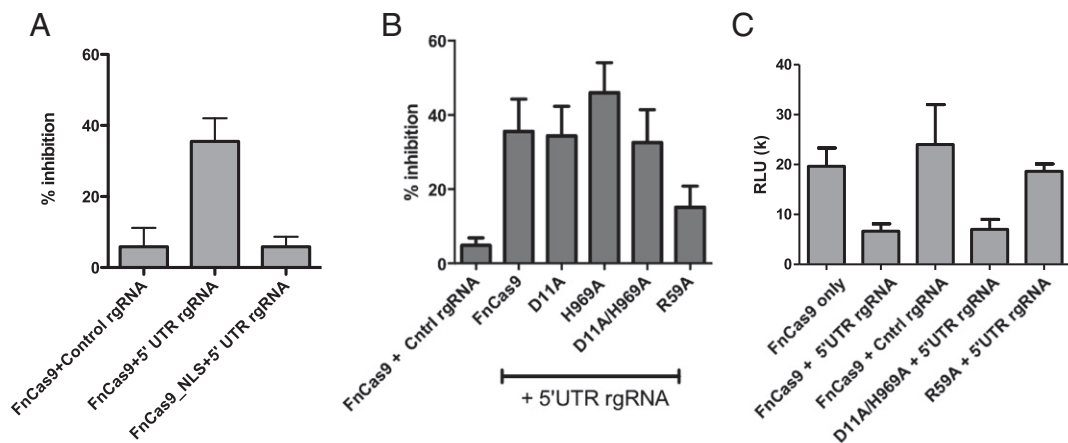 A
60
40
20
0
% inhibition
FnCas9+Control rgRNA
FnCas9+5' UTR rgRNA
FnCas9_NLS+5' UTR rgRNA
B
60
40
20
0
% inhibition
FnCas9 + Cntrl rgRNA
FnCas9
D11A
H969A
D11A/H969A
R59A
+ 5'UTR rgRNA
C
40
30
20
10
0
RLU (k)
FnCas9 only
FnCas9 + 5'UTR rgRNA
FnCas9 + Cntrl rgRNA
D11A/H969A + 5'UTR rgRNA
R59A + 5'UTR rgRNA